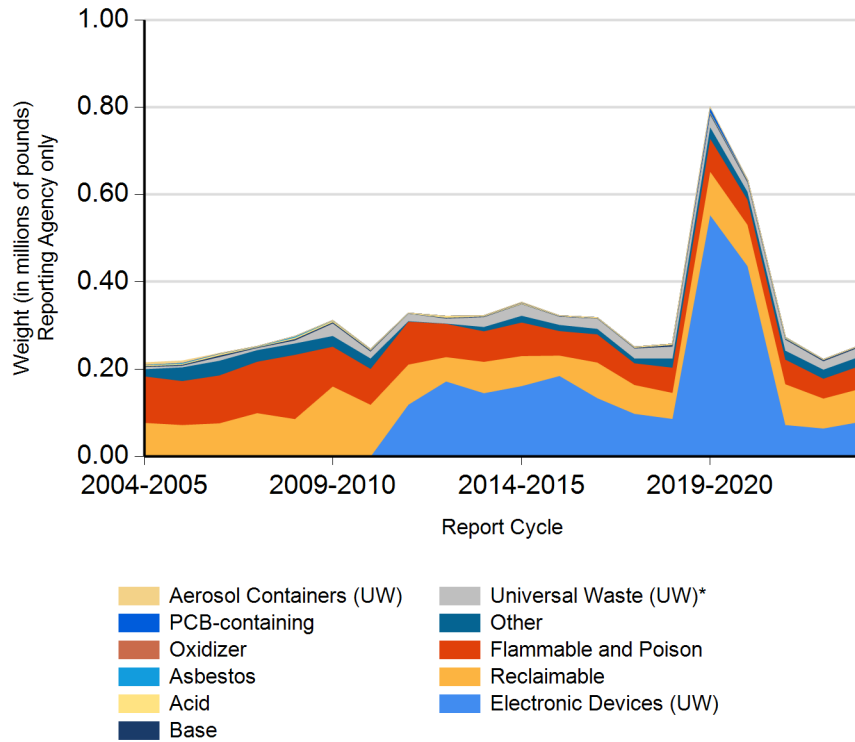 1.00
0.80
0.60
0.40
0.20
0.00
Weight (in millions of pounds)
Reporting Agency only
2004-2005
2009-2010
2014-2015
2019-2020
Report Cycle
Aerosol Containers (UW)
PCB-containing
Oxidizer
Asbestos
Acid
Base
Universal Waste (UW)*
Other
Flammable and Poison
Reclaimable
Electronic Devices (UW)